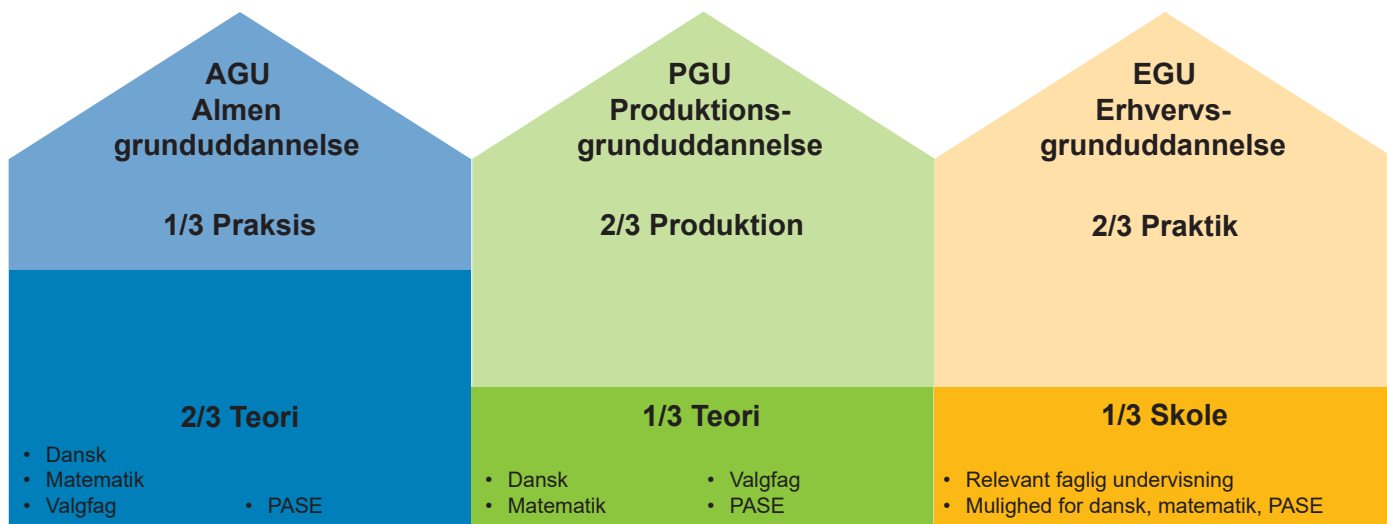 AGU
Almen
grunduddannelse
1/3 Praksis
2/3 Teori
• Dansk
• Matematik
• Valgfag
• PASE
PGU
Produktions-
grunduddannelse
2/3 Produktion
1/3 Teori
• Dansk
• Matematik
• Valgfag
• PASE
EGU
Erhvervs-
grunduddannelse
2/3 Praktik
1/3 Skole
• Relevant faglig undervisning
• Mulighed for dansk, matematik, PASE